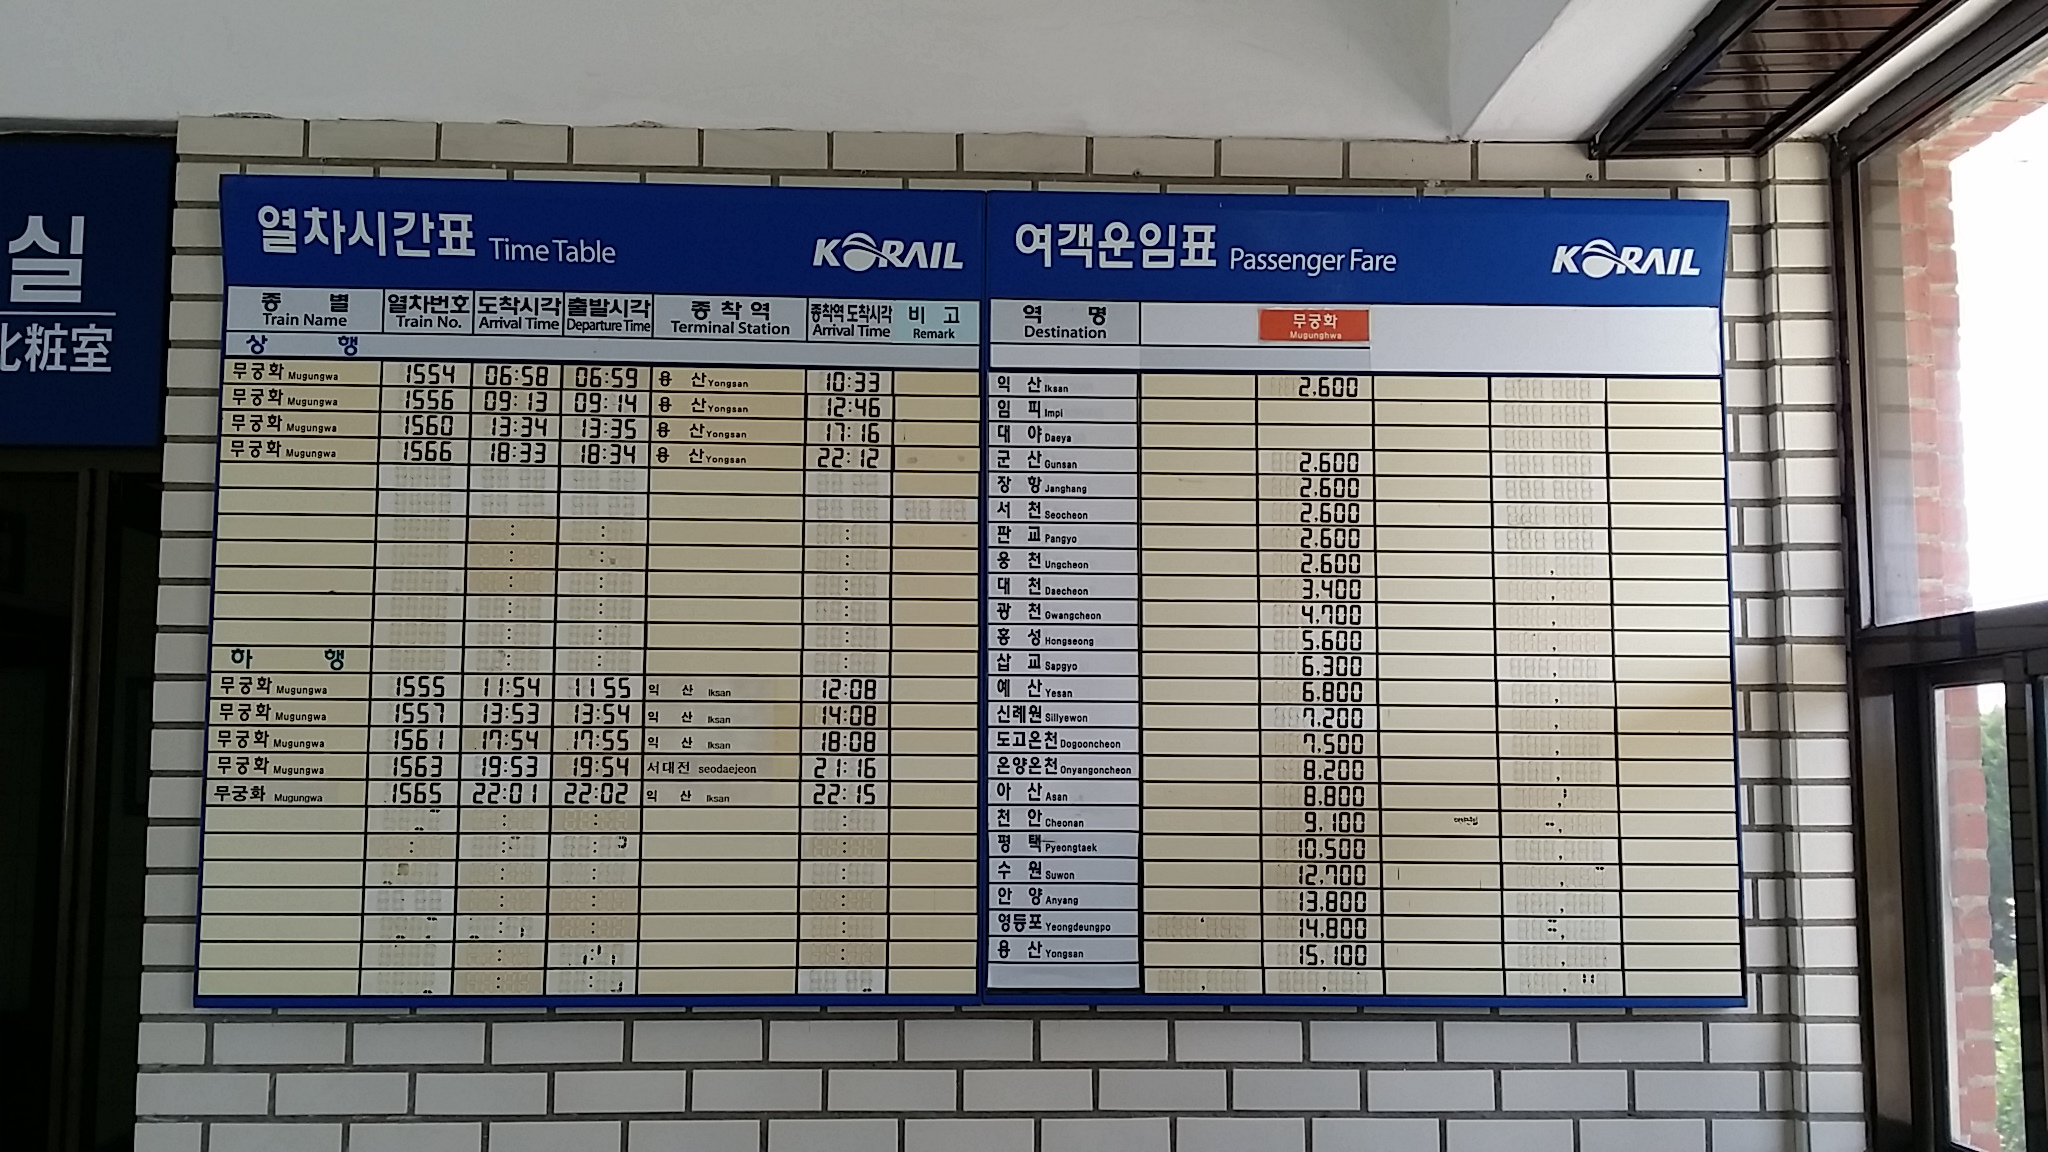 실
化粧室
열차시간표 Time Table KORAIL
종 별 열차번호 도착시각 출발시각 종 착 역 종착역 도착시각 비 고
Train Name Train No. Arrival Time Departure Time Terminal Station Arrival Time Remark
상 행
무궁화 Mugungwa 1554 06:58 06:59 용 산 Yongsan 10:33
무궁화 Mugungwa 1556 09:13 09:14 용 산 Yongsan 12:46
무궁화 Mugungwa 1560 13:34 13:35 용 산 Yongsan 17:16
무궁화 Mugungwa 1566 18:33 18:34 용 산 Yongsan 22:12
하 행
무궁화 Mugungwa 1555 11:54 11 55 익 산 Iksan 12:08
무궁화 Mugungwa 1557 13:53 13:54 익 산 Iksan 14:08
무궁화 Mugungwa 1561 17:54 17:55 익 산 Iksan 18:08
무궁화 Mugungwa 1563 19:53 19:54 서대전 seodaejeon 21:16
무궁화 Mugungwa 1565 22:01 22:02 익 산 Iksan 22:15
여객운임표 Passenger Fare KORAIL
역 명 무궁화
Destination Mugunghwa
익 산 Iksan 2,600
임 피 Impi
대 야 Daeya
군 산 Gunsan 2,600
장 항 Janghang 2,600
서 천 Seocheon 2,600
판 교 Pangyo 2,600
웅 천 Ungcheon 2,600
대 천 Daecheon 3,400
광 천 Gwangcheon 4,700
홍 성 Hongseong 5,600
삽 교 Sapgyo 6,300
예 산 Yesan 6,800
신례원 Sillyewon 7,200
도고온천 Dogooncheon 7,500
온양온천 Onyangoncheon 8,200
아 산 Asan 8,800
천 안 Cheonan 9,100
평 택 Pyeongtaek 10,500
수 원 Suwon 12,700
안 양 Anyang 13,800
영등포 Yeongdeungpo 14,800
용 산 Yongsan 15,100